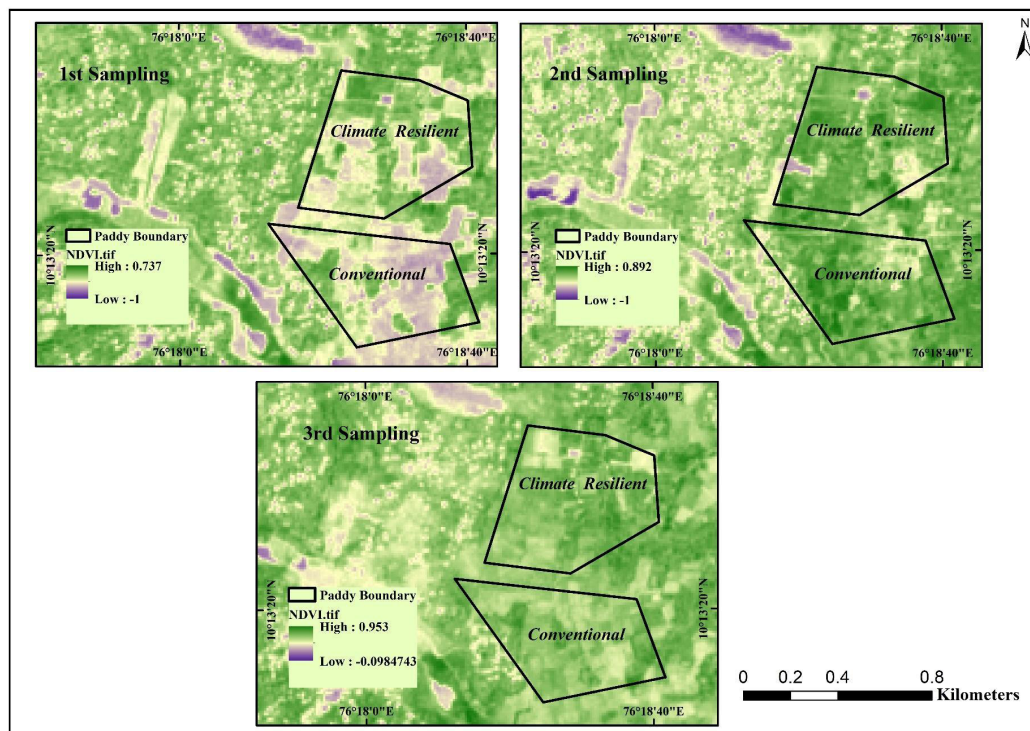 76°18'0"E
76°18'40"E
1st Sampling
Climate Resilient
Paddy Boundary
NDVI.tif
High : 0.737
Low : -1
Conventional
10°13'20"N
10°13'20"N
76°18'0"E
76°18'40"E
76°18'0"E
76°18'40"E
N
2nd Sampling
Climate Resilient
Paddy Boundary
NDVI.tif
High : 0.892
Low : -1
Conventional
10°13'20"N
10°13'20"N
76°18'0"E
76°18'40"E
76°18'0"E
76°18'40"E
3rd Sampling
Climate Resilient
Paddy Boundary
NDVI.tif
High : 0.953
Low : -0.0984743
Conventional
10°13'20"N
10°13'20"N
76°18'0"E
76°18'40"E
0 0.2 0.4 0.8
Kilometers